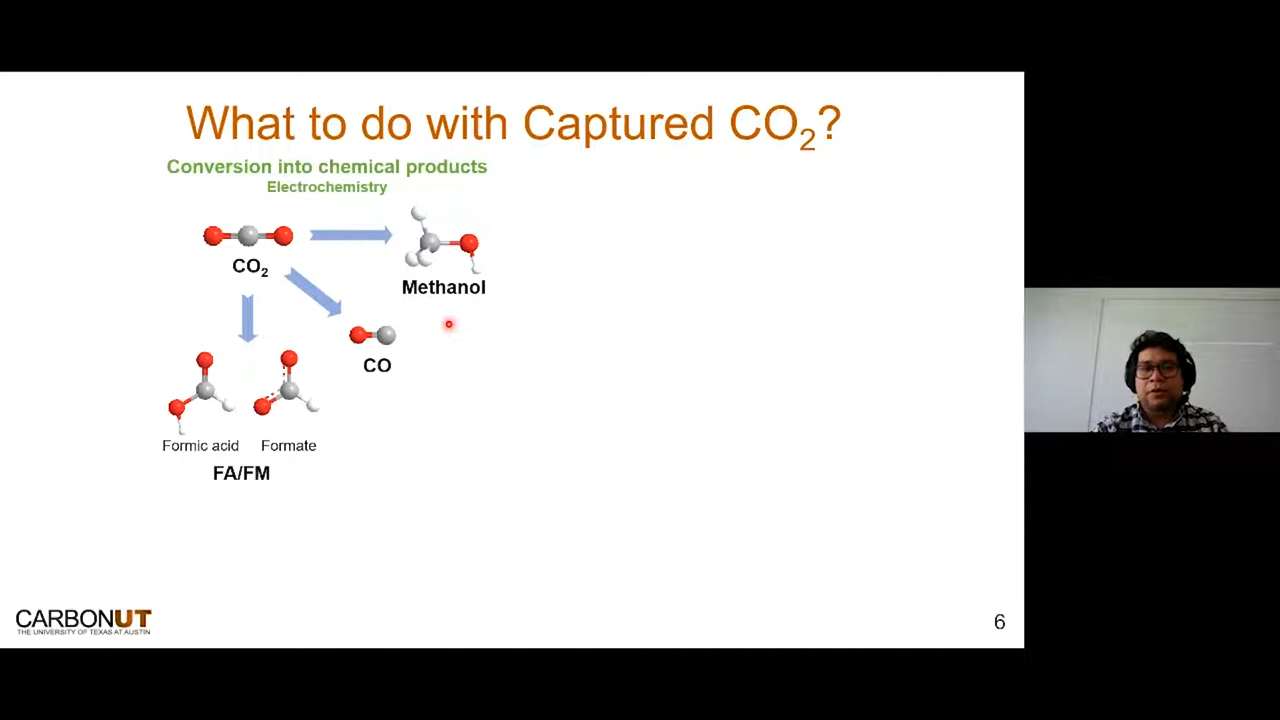 What to do with Captured CO₂?
Conversion into chemical products
Electrochemistry
CO₂
Methanol
CO
Formic acid Formate
FA/FM
CARBONUT
THE UNIVERSITY OF TEXAS AT AUSTIN
6